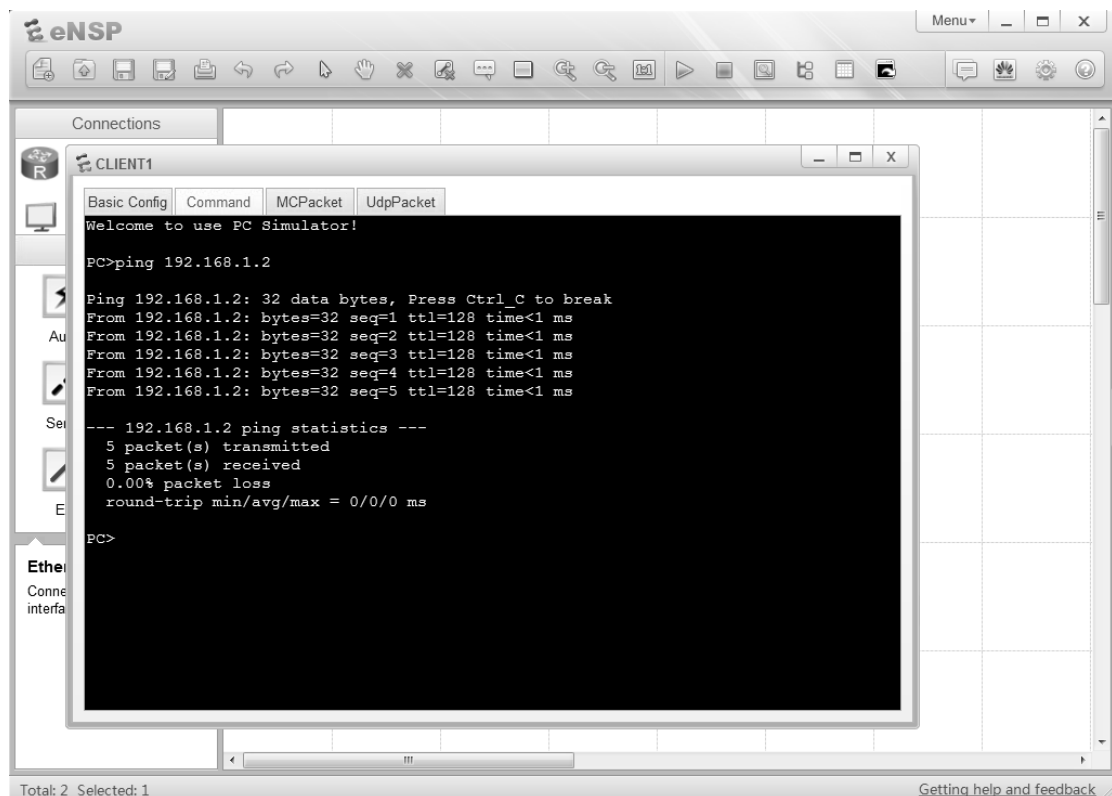 eNSP
Menu
Connections
R
CLIENT1
Basic Config Command MCPacket UdpPacket
Welcome to use PC Simulator!
PC>ping 192.168.1.2
Ping 192.168.1.2: 32 data bytes, Press Ctrl_C to break
From 192.168.1.2: bytes=32 seq=1 ttl=128 time<1 ms
From 192.168.1.2: bytes=32 seq=2 ttl=128 time<1 ms
From 192.168.1.2: bytes=32 seq=3 ttl=128 time<1 ms
From 192.168.1.2: bytes=32 seq=4 ttl=128 time<1 ms
From 192.168.1.2: bytes=32 seq=5 ttl=128 time<1 ms
--- 192.168.1.2 ping statistics ---
5 packet(s) transmitted
5 packet(s) received
0.00% packet loss
round-trip min/avg/max = 0/0/0 ms
PC>
Au
Ser
E
Ether
Conne
interfa
Total: 2 Selected: 1
Getting help and feedback